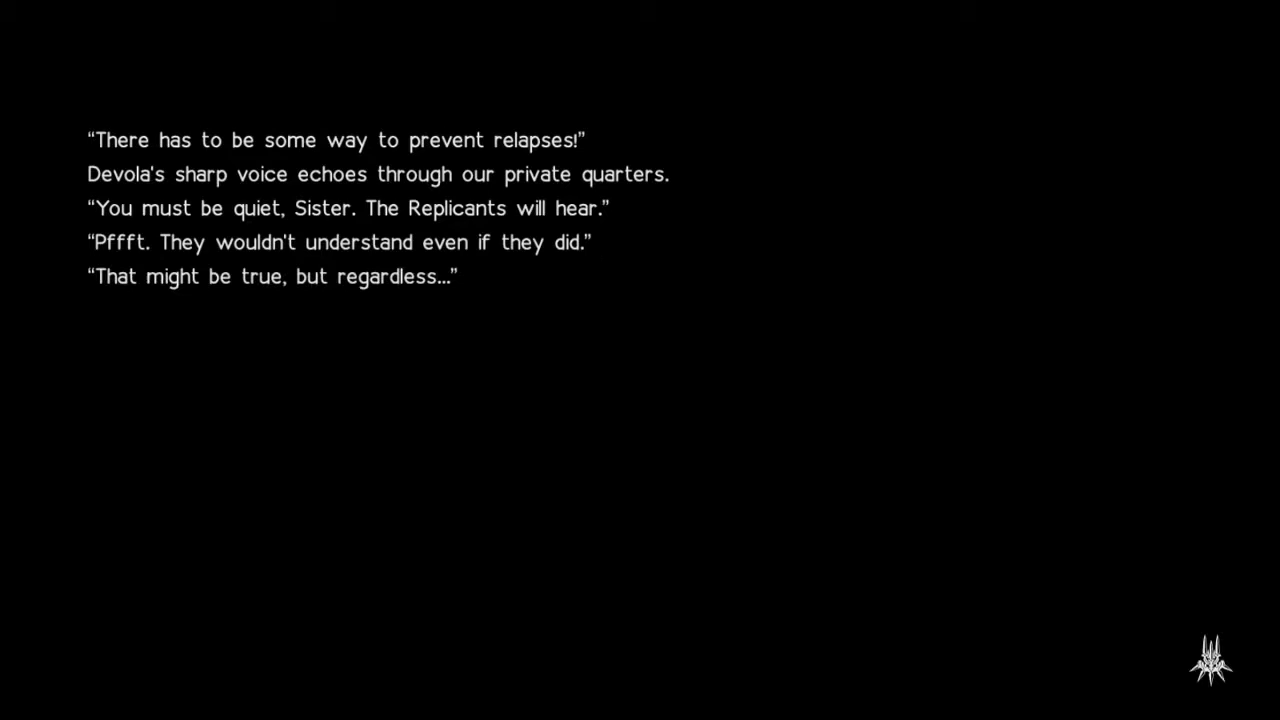 “There has to be some way to prevent relapses!”
Devola's sharp voice echoes through our private quarters.
“You must be quiet, Sister. The Replicants will hear.”
“Pffft. They wouldn't understand even if they did.”
“That might be true, but regardless...”